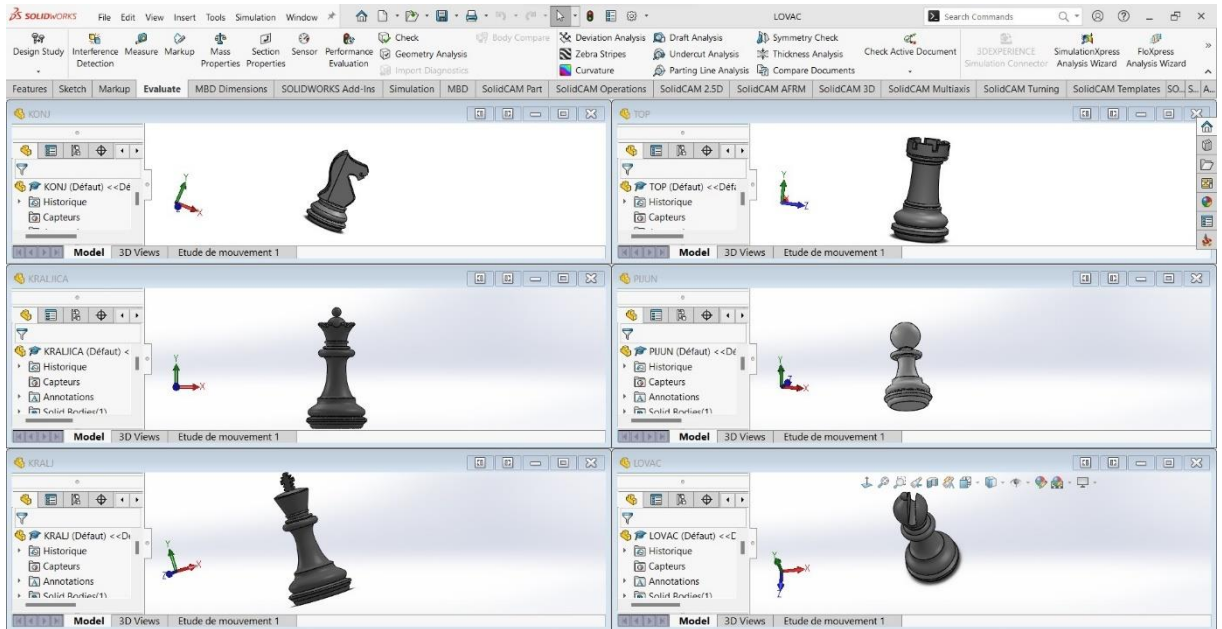 SOLIDWORKS File Edit View Insert Tools Simulation Window LOVAC Search Commands
Design Study Interference Detection Measure Markup Mass Properties Section Properties Sensor Performance Evaluation Check Geometry Analysis Import Diagnostics Body Compare Deviation Analysis Zebra Stripes Curvature Draft Analysis Undercut Analysis Parting Line Analysis Symmetry Check Thickness Analysis Compare Documents Check Active Document 3DEXPERIENCE Simulation Connector SimulationXpress Analysis Wizard FloXpress Analysis Wizard
Features Sketch Markup Evaluate MBD Dimensions SOLIDWORKS Add-Ins Simulation MBD SolidCAM Part SolidCAM Operations SolidCAM 2.5D SolidCAM AFRM SolidCAM 3D SolidCAM Multiaxis SolidCAM Turning SolidCAM Templates SO... S... A...
KONJ
KONJ (Défaut) <<Dé
Historique
Capteurs
Model 3D Views Etude de mouvement 1
Y
X
Z
TOP
TOP (Défaut) <<Défa
Historique
Capteurs
Model 3D Views Etude de mouvement 1
Y
Z
KRALJICA
KRALJICA (Défaut) <
Historique
Capteurs
Annotations
Solid Bodies(1)
Model 3D Views Etude de mouvement 1
Y
X
PIJUN
PIJUN (Défaut) <<Dé
Historique
Capteurs
Annotations
Solid Bodies(1)
Model 3D Views Etude de mouvement 1
Y
Z
X
KRALJ
KRALJ (Défaut) <<D
Historique
Capteurs
Annotations
Solid Bodies(1)
Model 3D Views Etude de mouvement 1
Y
X
Z
LOVAC
LOVAC (Défaut) <<D
Historique
Capteurs
Annotations
Solid Bodies(1)
Model 3D Views Etude de mouvement 1
Y
X
Z